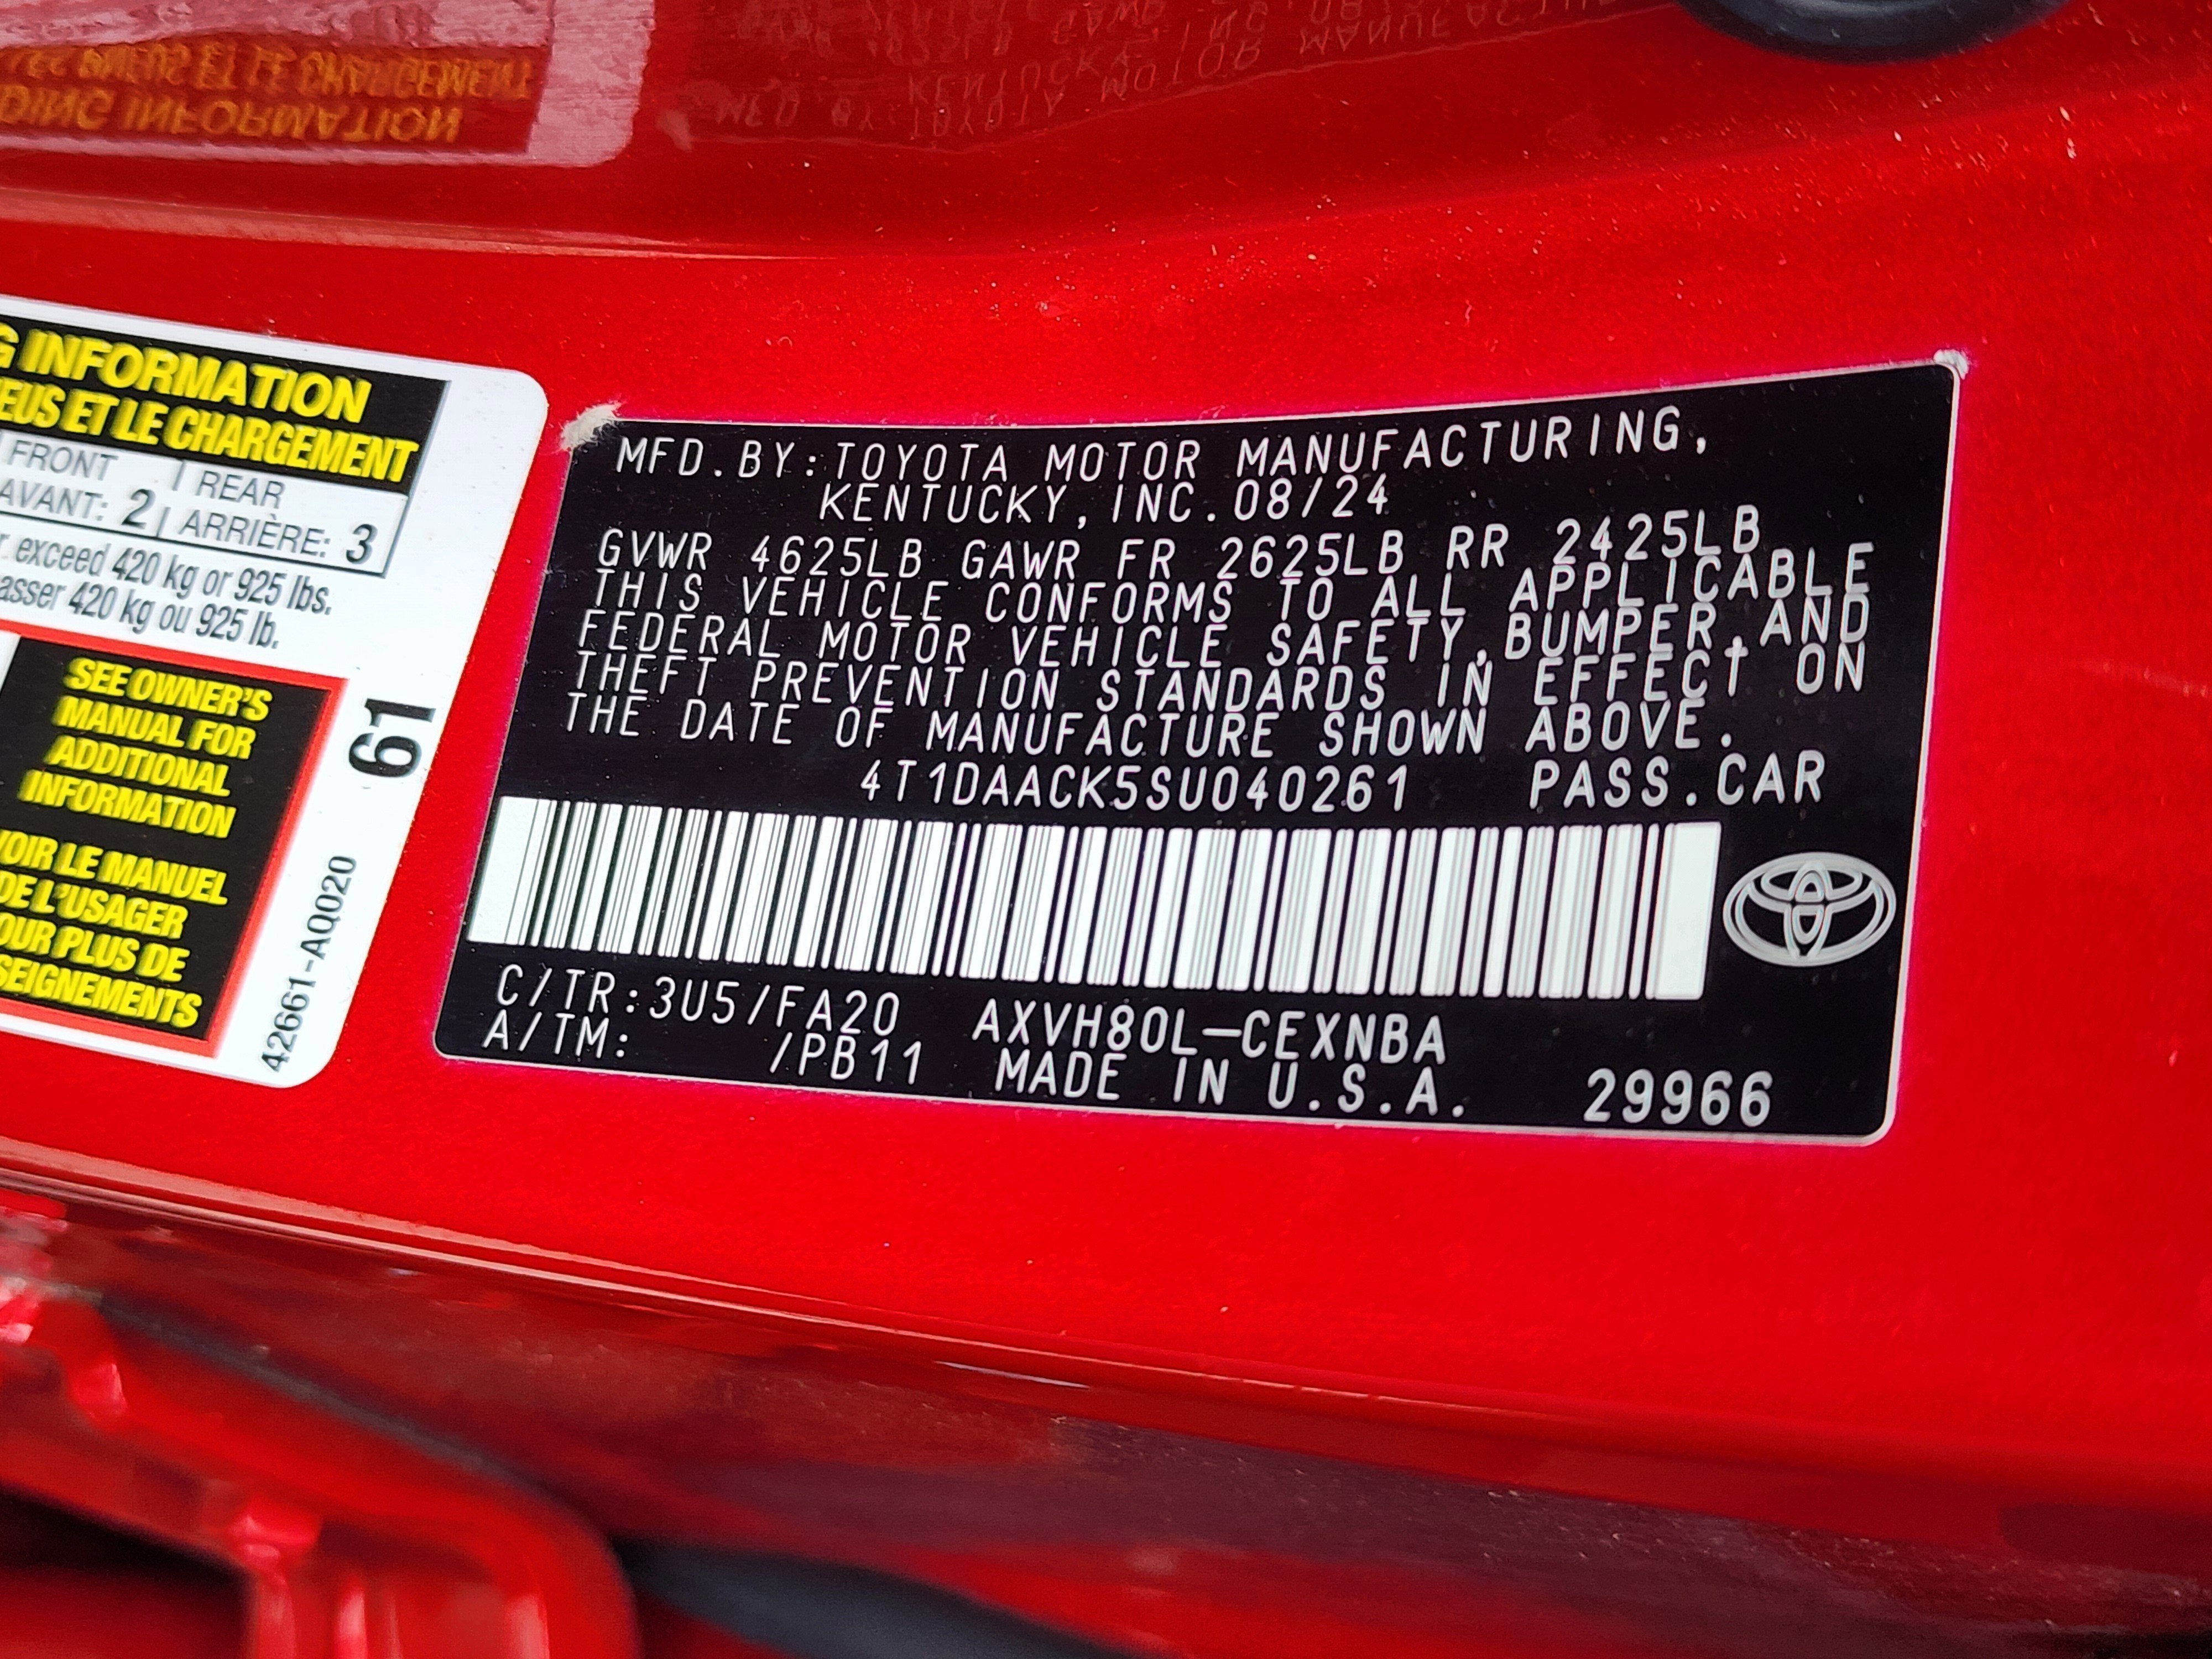 G INFORMATION
EUS ET LE CHARGEMENT
FRONT | REAR
AVANT: 2 | ARRIÈRE: 3
exceed 420 kg or 925 lbs.
asser 420 kg ou 925 lb.
SEE OWNER'S
MANUAL FOR
ADDITIONAL
INFORMATION
OIR LE MANUEL
DE L'USAGER
OUR PLUS DE
SEIGNEMENTS
61
42661-AQ020
MFD.BY:TOYOTA MOTOR MANUFACTURING,
KENTUCKY,INC.08/24
GVWR 4625LB GAWR FR 2625LB RR 2425LB
THIS VEHICLE CONFORMS TO ALL APPLICABLE
FEDERAL MOTOR VEHICLE SAFETY,BUMPER,AND
THEFT PREVENTION STANDARDS IN EFFECT ON
THE DATE OF MANUFACTURE SHOWN ABOVE.
4T1DAACK5SU040261 PASS.CAR
C/TR:3U5/FA20 AXVH80L-CEXNBA
A/TM: /PB11 MADE IN U.S.A. 29966